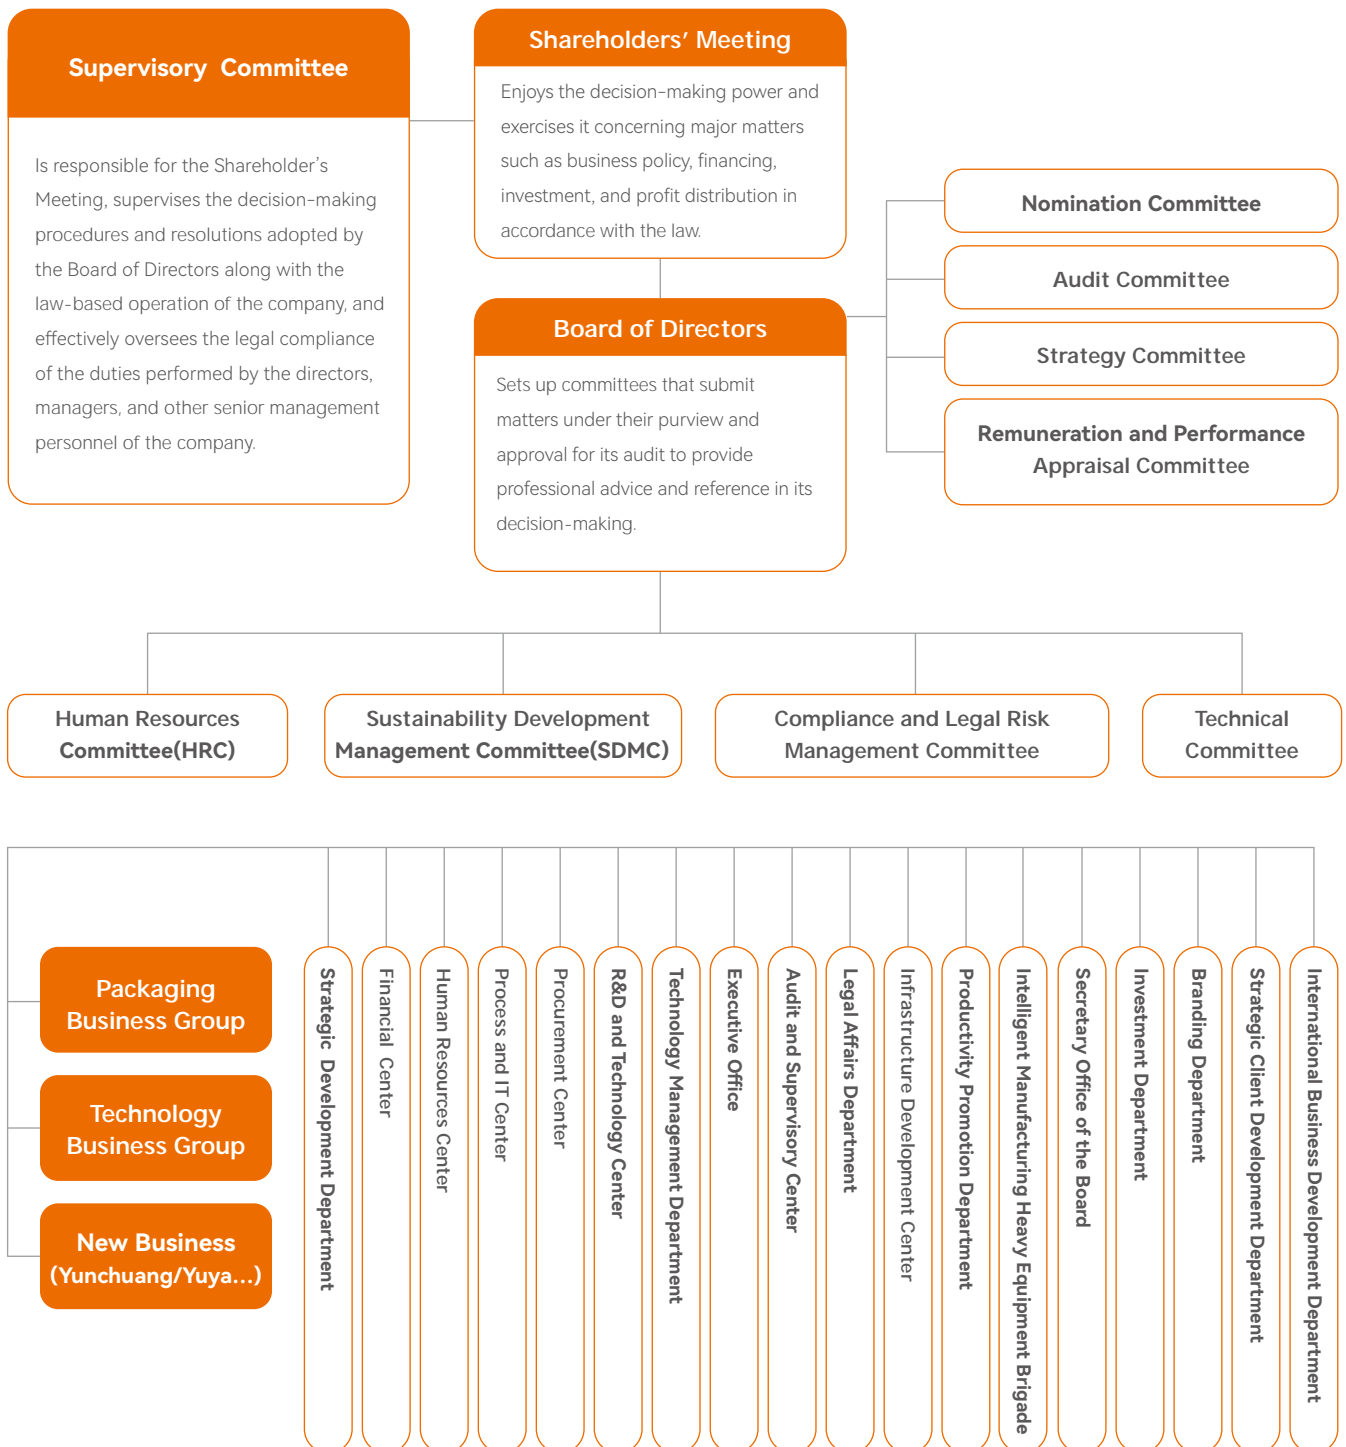 Supervisory Committee
Is responsible for the Shareholder's
Meeting, supervises the decision-making
procedures and resolutions adopted by
the Board of Directors along with the
law-based operation of the company, and
effectively oversees the legal compliance
of the duties performed by the directors,
managers, and other senior management
personnel of the company.
Shareholders' Meeting
Enjoys the decision-making power and
exercises it concerning major matters
such as business policy, financing,
investment, and profit distribution in
accordance with the law.
Board of Directors
Sets up committees that submit
matters under their purview and
approval for its audit to provide
professional advice and reference in its
decision-making.
Nomination Committee
Audit Committee
Strategy Committee
Remuneration and Performance
Appraisal Committee
Human Resources
Committee(HRC)
Sustainability Development
Management Committee(SDMC)
Compliance and Legal Risk
Management Committee
Technical
Committee
Packaging
Business Group
Technology
Business Group
New Business
(Yunchuang/Yuya...)
Strategic Development Department
Financial Center
Human Resources Center
Process and IT Center
Procurement Center
R&D and Technology Center
Technology Management Department
Executive Office
Audit and Supervisory Center
Legal Affairs Department
Infrastructure Development Center
Productivity Promotion Department
Intelligent Manufacturing Heavy Equipment Brigade
Secretary Office of the Board
Investment Department
Branding Department
Strategic Client Development Department
International Business Development Department